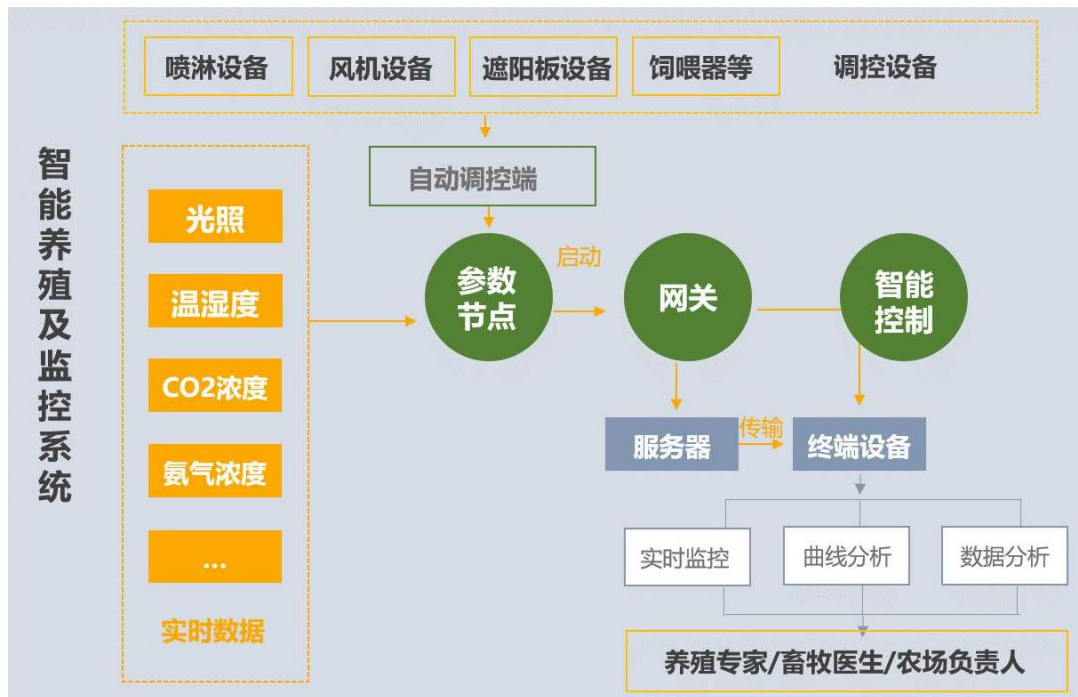 智能养殖及监控系统
喷淋设备
风机设备
遮阳板设备
饲喂器等
调控设备
自动调控端
光照
温湿度
CO2浓度
氨气浓度
...
实时数据
参数
节点
启动
网关
智能
控制
服务器
传输
终端设备
实时监控
曲线分析
数据分析
养殖专家/畜牧医生/农场负责人